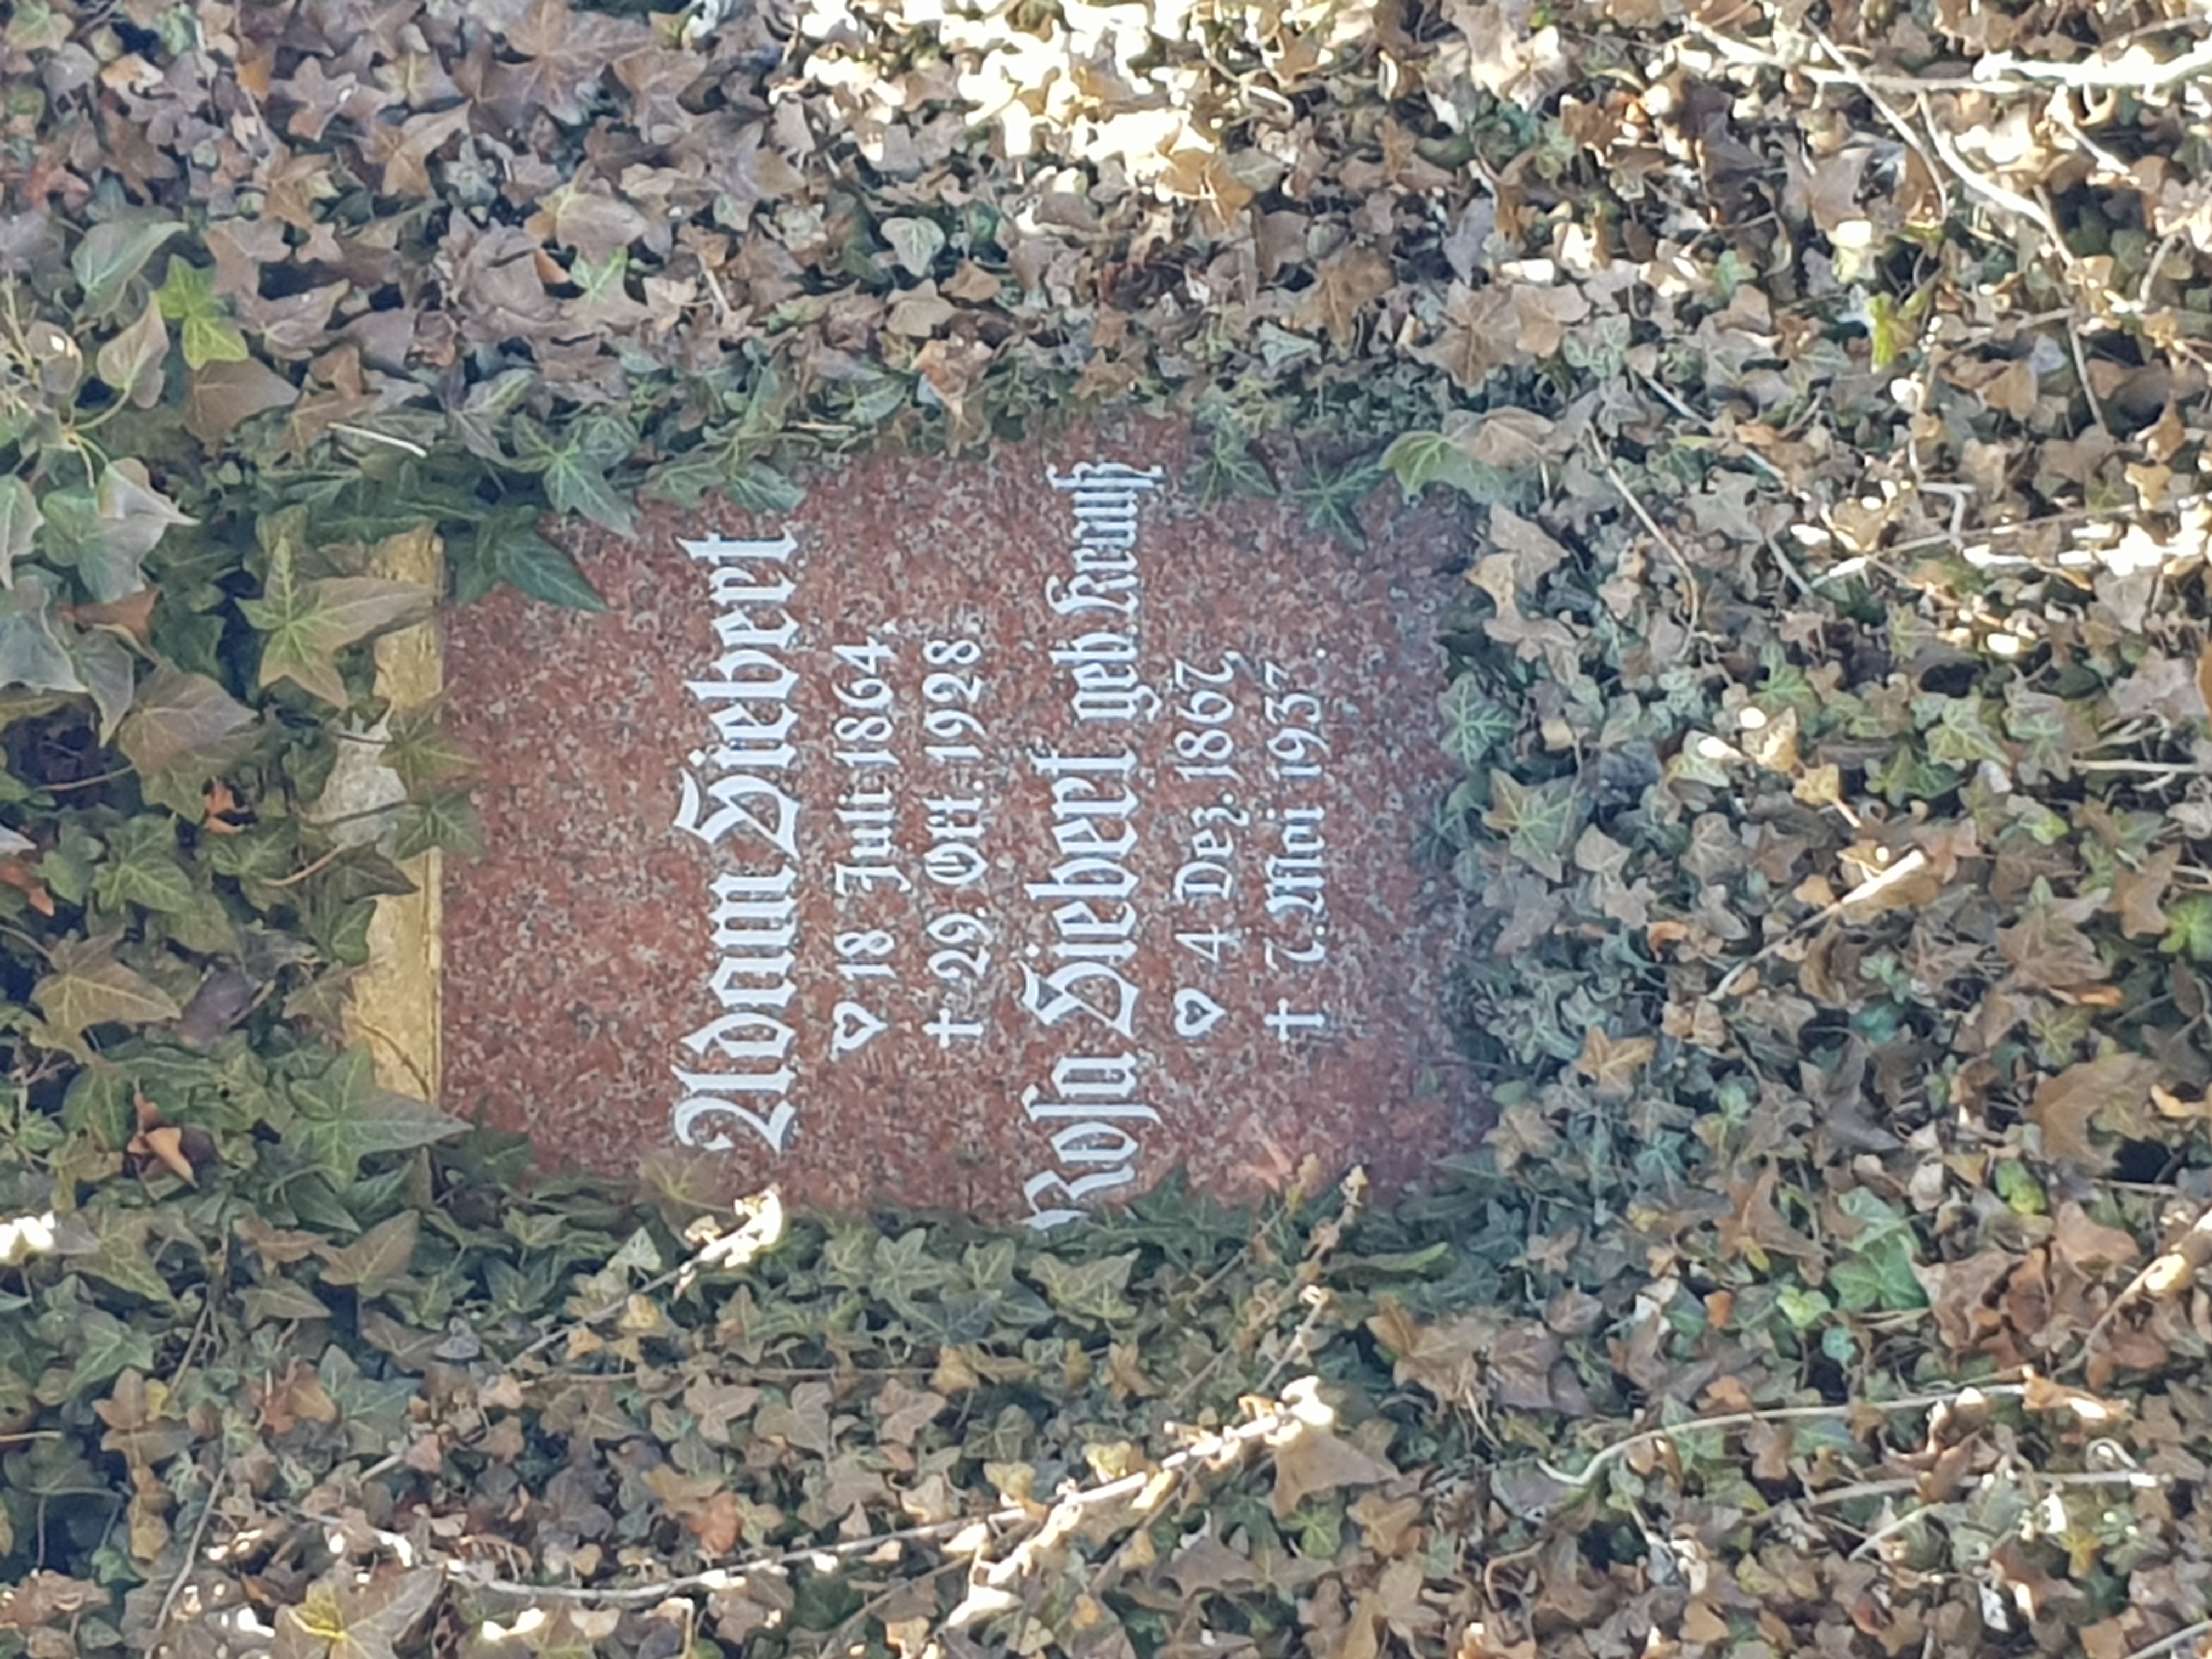 Adam Siebert
♡ 18. Juli 1864.
† 29. Okt. 1928.
Rosa Siebert geb. Krauß
♡ 4. Dez. 1867.
† 7. Mai 1937.